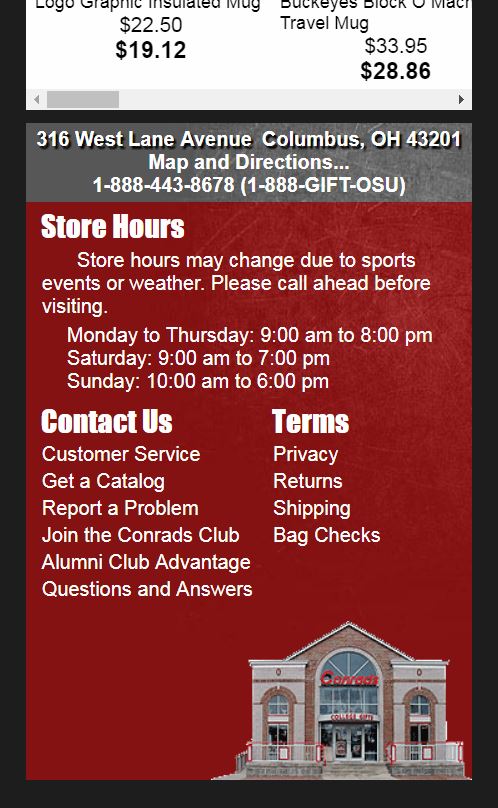 Logo Graphic Insulated Mug
$22.50
$19.12
Buckeyes Block O Mach
Travel Mug
$33.95
$28.86
316 West Lane Avenue  Columbus, OH 43201
Map and Directions...
1-888-443-8678 (1-888-GIFT-OSU)
Store Hours
Store hours may change due to sports
events or weather. Please call ahead before
visiting.
Monday to Thursday: 9:00 am to 8:00 pm
Saturday: 9:00 am to 7:00 pm
Sunday: 10:00 am to 6:00 pm
Contact Us
Customer Service
Get a Catalog
Report a Problem
Join the Conrads Club
Alumni Club Advantage
Questions and Answers
Terms
Privacy
Returns
Shipping
Bag Checks
Conrads
COLLEGE GIFTS